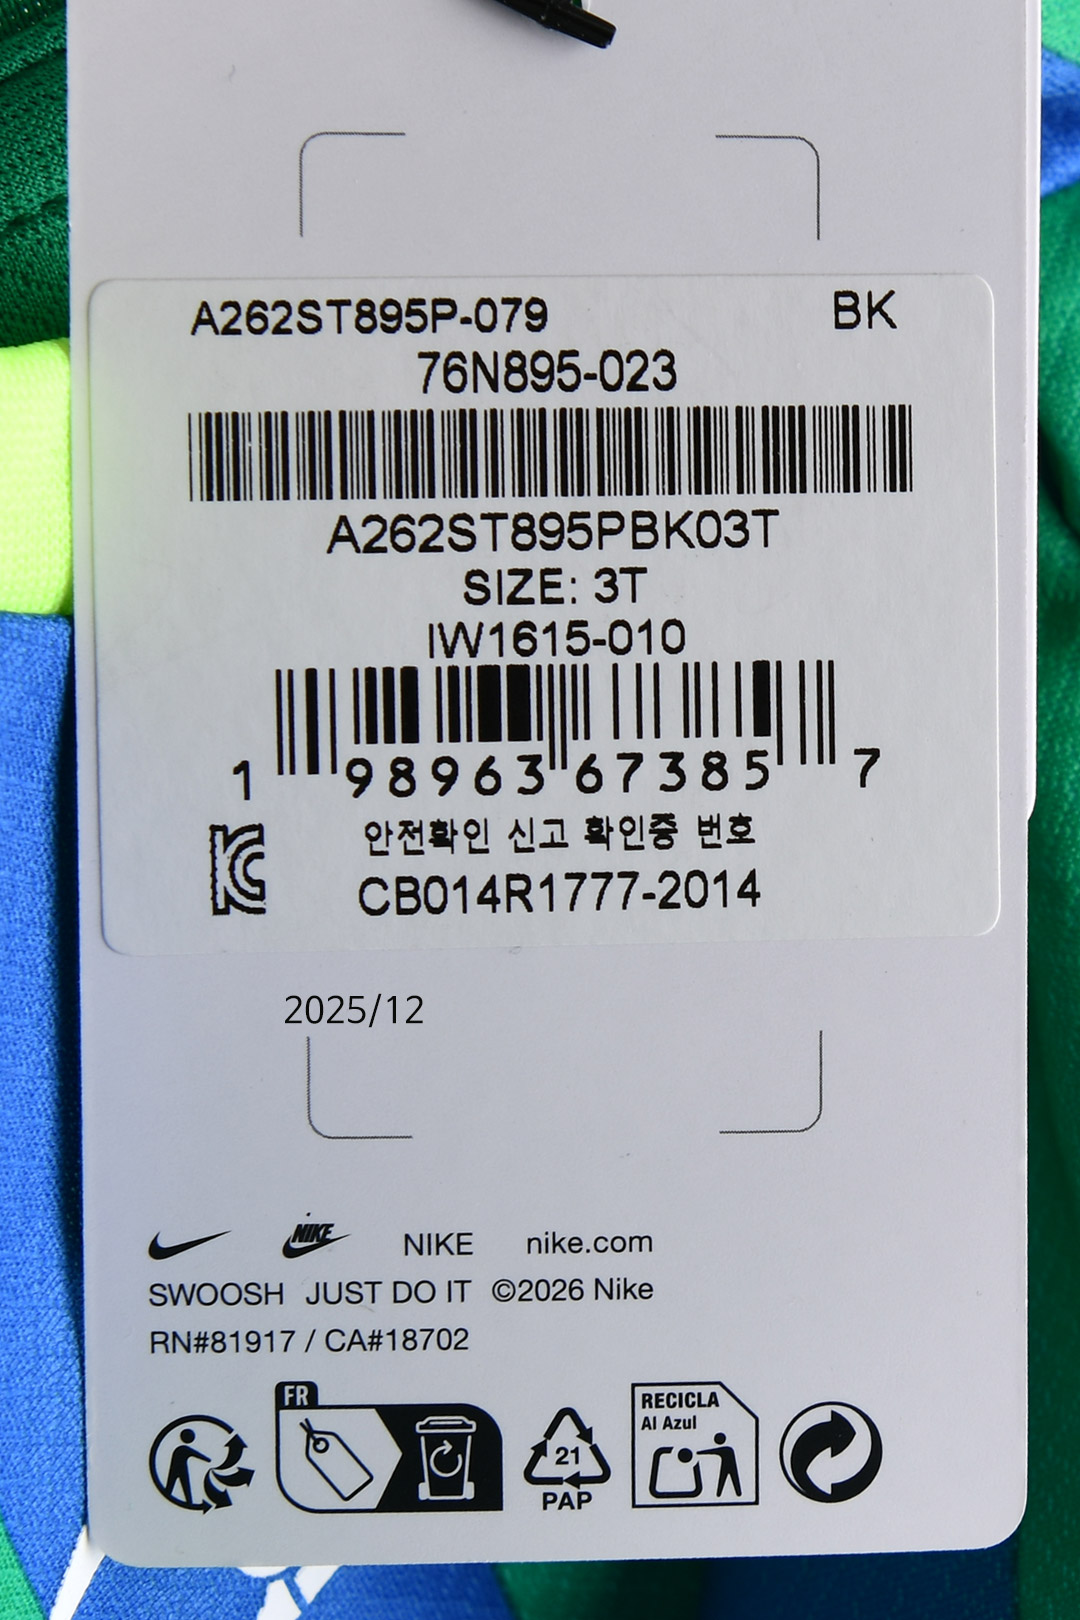 A262ST895P-079 BK
76N895-023
A262ST895PBK03T
SIZE: 3T
IW1615-010
1 98963 67385 7
안전확인 신고 확인증 번호
CB014R1777-2014
2025/12
NIKE NIKE nike.com
SWOOSH JUST DO IT ©2026 Nike
RN#81917 / CA#18702
FR
RECICLA
Al Azul
21
PAP